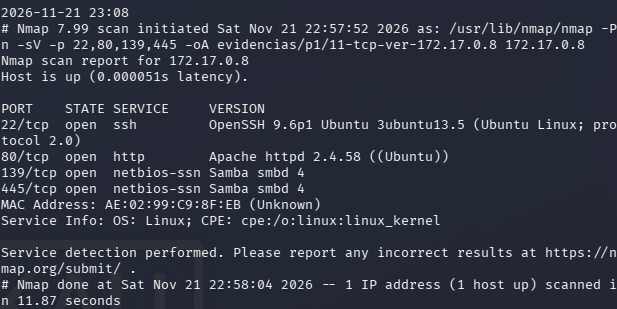 2026-11-21 23:08
# Nmap 7.99 scan initiated Sat Nov 21 22:57:52 2026 as: /usr/lib/nmap/nmap -P
n -sV -p 22,80,139,445 -oA evidencias/p1/11-tcp-ver-172.17.0.8 172.17.0.8
Nmap scan report for 172.17.0.8
Host is up (0.000051s latency).

PORT    STATE SERVICE     VERSION
22/tcp  open  ssh         OpenSSH 9.6p1 Ubuntu 3ubuntu13.5 (Ubuntu Linux; pro
tocol 2.0)
80/tcp  open  http        Apache httpd 2.4.58 ((Ubuntu))
139/tcp open  netbios-ssn Samba smbd 4
445/tcp open  netbios-ssn Samba smbd 4
MAC Address: AE:02:99:C9:8F:EB (Unknown)
Service Info: OS: Linux; CPE: cpe:/o:linux:linux_kernel

Service detection performed. Please report any incorrect results at https://n
map.org/submit/ .
# Nmap done at Sat Nov 21 22:58:04 2026 -- 1 IP address (1 host up) scanned i
n 11.87 seconds